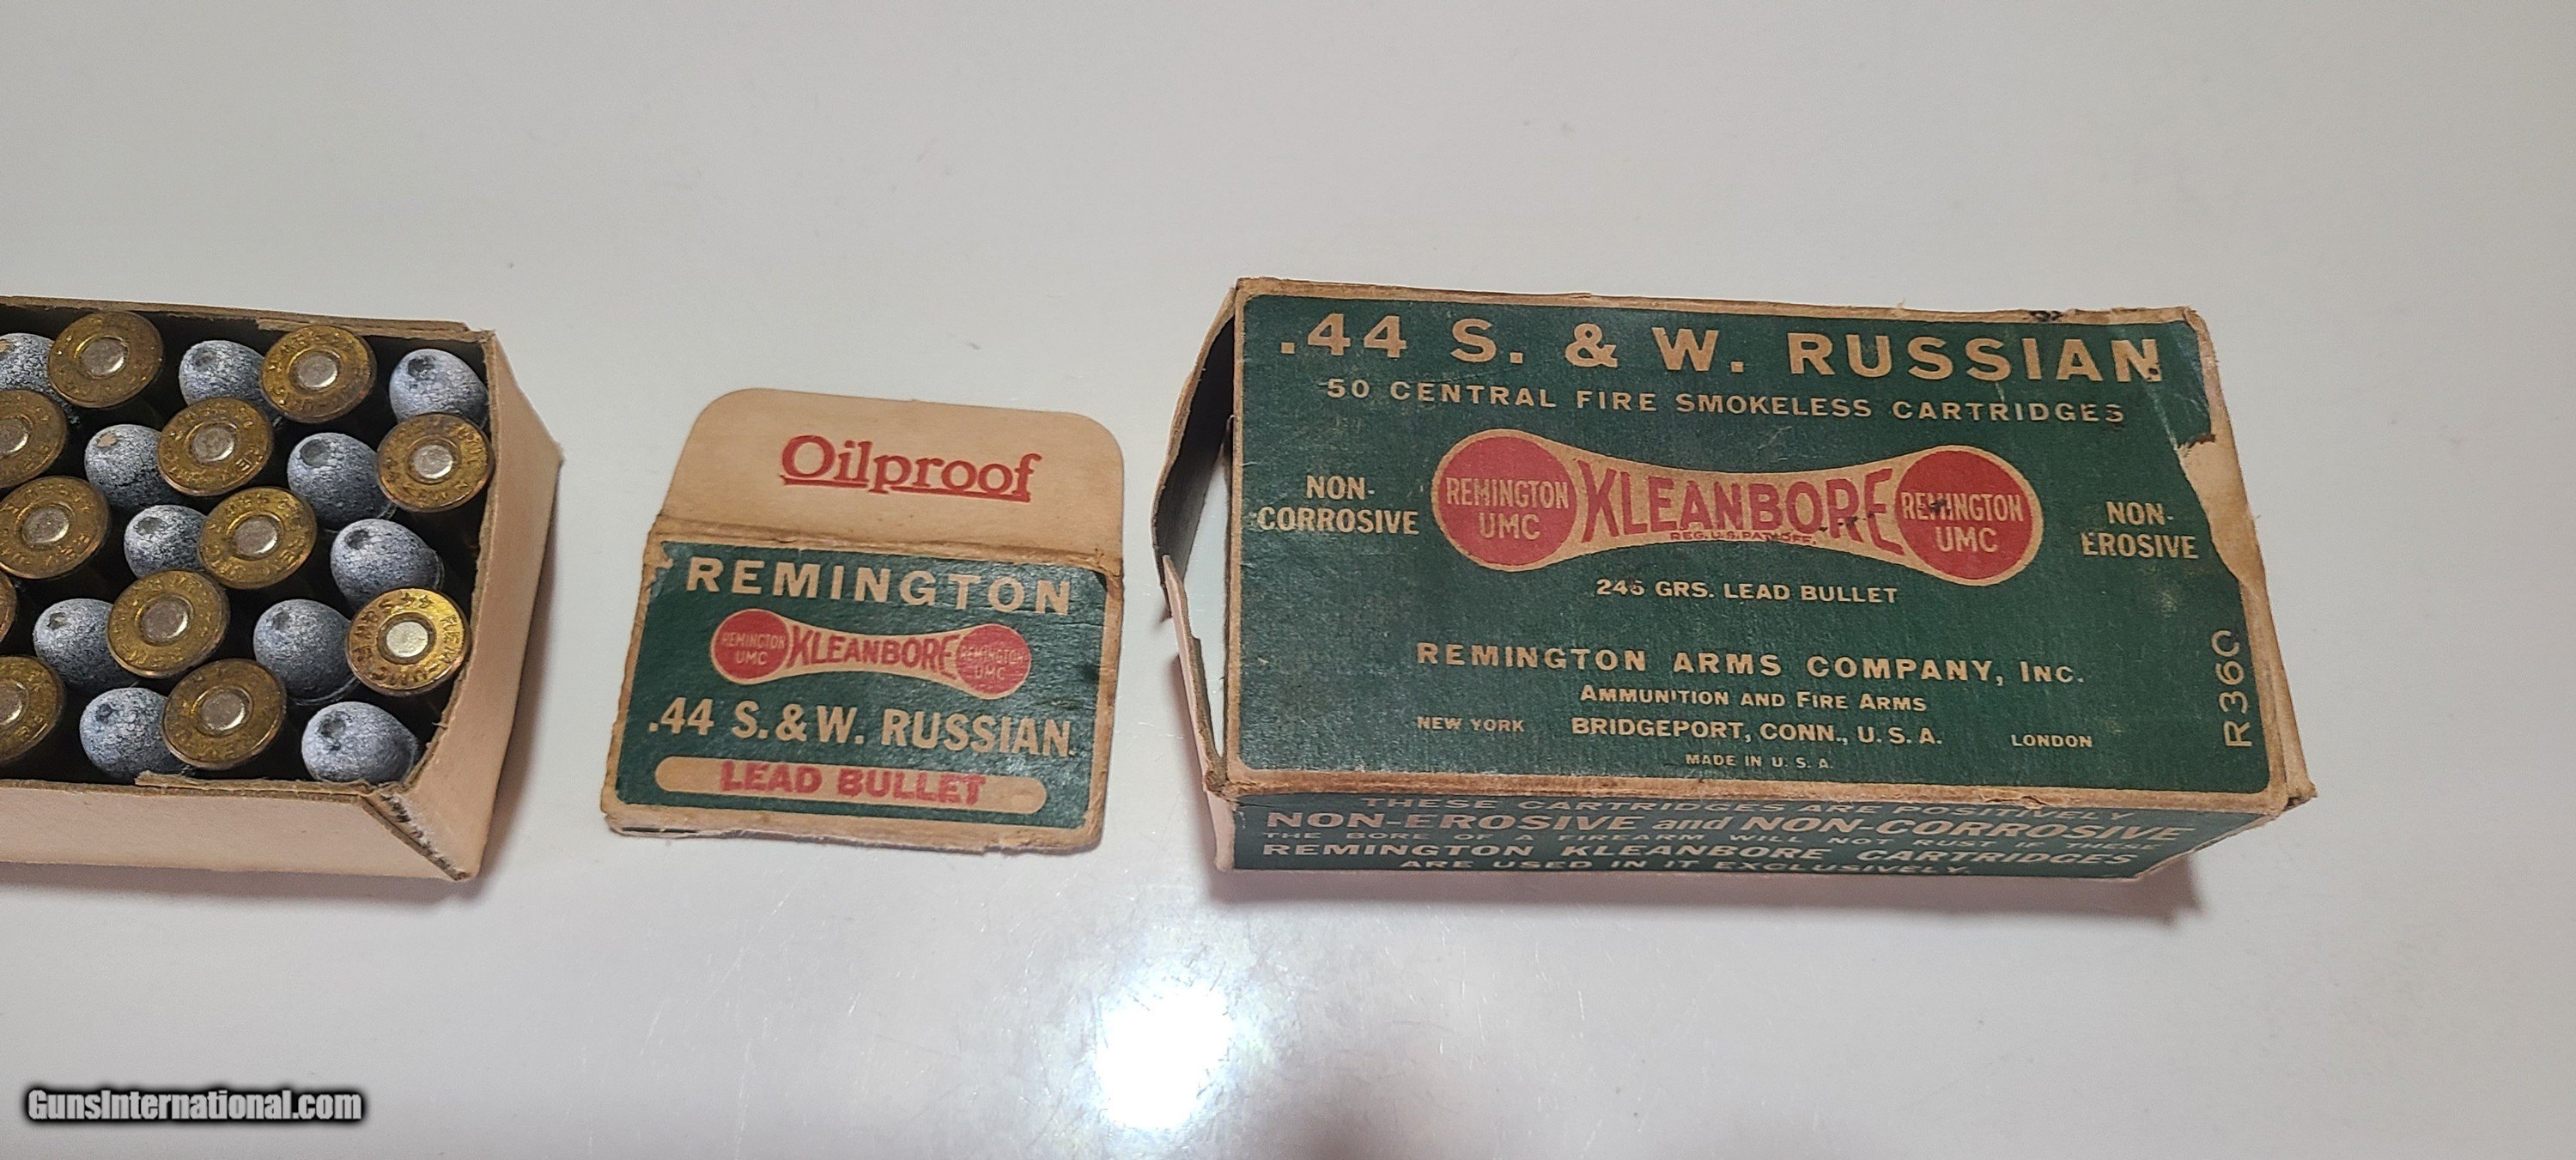 Oilproof
REMINGTON
REMINGTON
UMC
KLEANBORE
REMINGTON
UMC
.44 S.&W. RUSSIAN
LEAD BULLET
.44 S. & W. RUSSIAN
50 CENTRAL FIRE SMOKELESS CARTRIDGES
NON-
CORROSIVE
REMINGTON
UMC
KLEANBORE
REG. U.S. PAT. OFF.
REMINGTON
UMC
NON-
EROSIVE
246 GRS. LEAD BULLET
REMINGTON ARMS COMPANY, INC.
AMMUNITION AND FIRE ARMS
NEW YORK BRIDGEPORT, CONN., U. S. A. LONDON
MADE IN U. S. A.
R36C
THESE CARTRIDGES ARE POSITIVELY
NON-EROSIVE and NON-CORROSIVE
THE BORE OF A FIREARM WILL NOT RUST IF THESE
REMINGTON KLEANBORE CARTRIDGES
ARE USED IN IT EXCLUSIVELY.
GunsInternational.com